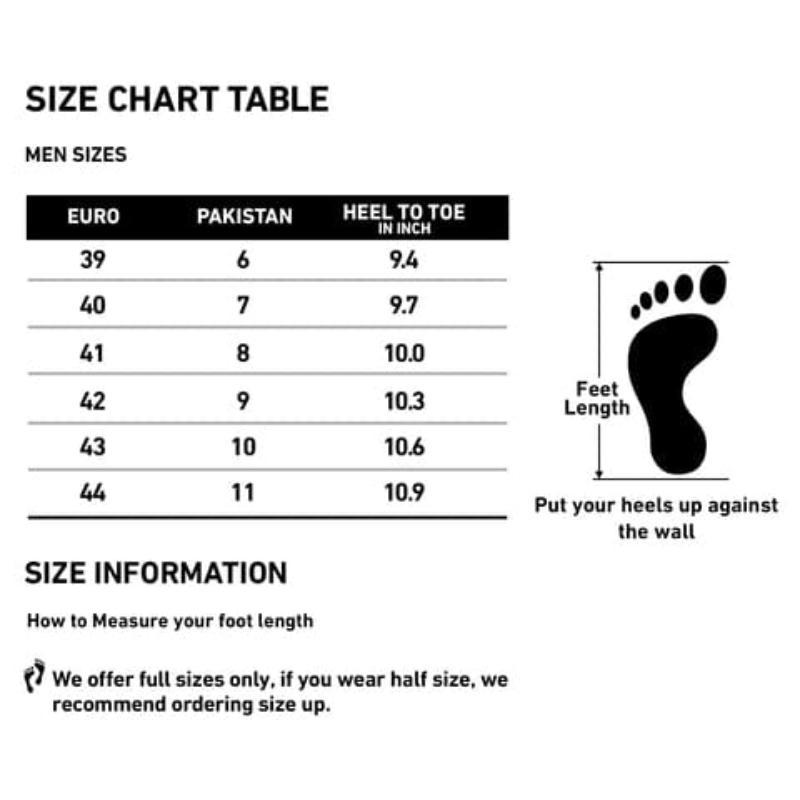 SIZE CHART TABLE
MEN SIZES
EURO PAKISTAN HEEL TO TOE
IN INCH
39 6 9.4
40 7 9.7
41 8 10.0
42 9 10.3
43 10 10.6
44 11 10.9
Feet
Length
Put your heels up against
the wall
SIZE INFORMATION
How to Measure your foot length
We offer full sizes only, if you wear half size, we
recommend ordering size up.